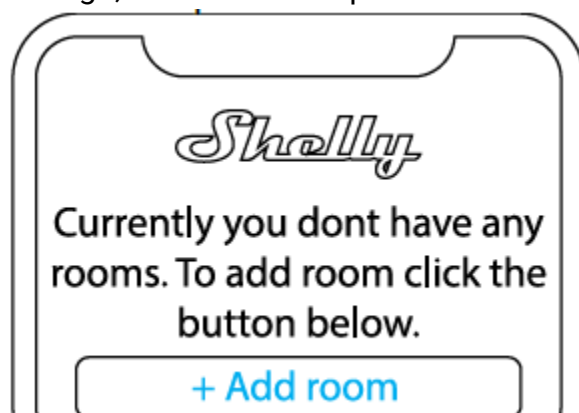 Shelly
Currently you dont have any
rooms. To add room click the
button below.
+ Add room